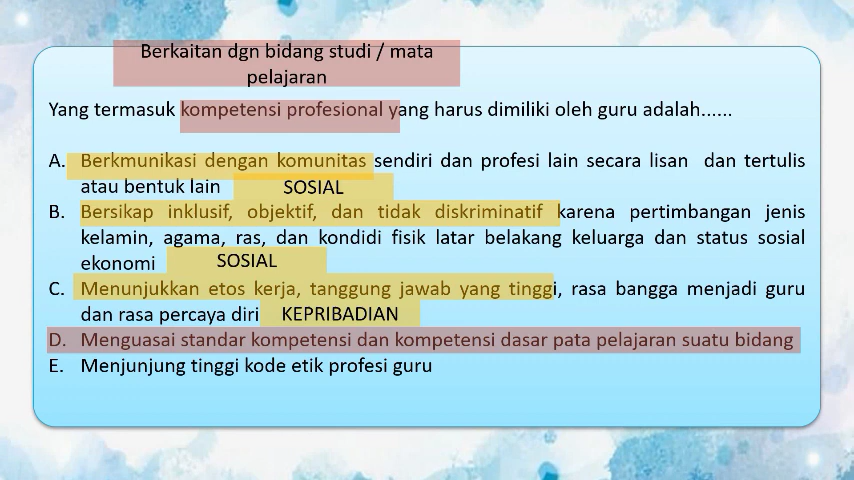 Berkaitan dgn bidang studi / mata
pelajaran
Yang termasuk kompetensi profesional yang harus dimiliki oleh guru adalah......
A. Berkmunikasi dengan komunitas sendiri dan profesi lain secara lisan dan tertulis
atau bentuk lain SOSIAL
B. Bersikap inklusif, objektif, dan tidak diskriminatif karena pertimbangan jenis
kelamin, agama, ras, dan kondidi fisik latar belakang keluarga dan status sosial
ekonomi SOSIAL
C. Menunjukkan etos kerja, tanggung jawab yang tinggi, rasa bangga menjadi guru
dan rasa percaya diri KEPRIBADIAN
D. Menguasai standar kompetensi dan kompetensi dasar pata pelajaran suatu bidang
E. Menjunjung tinggi kode etik profesi guru